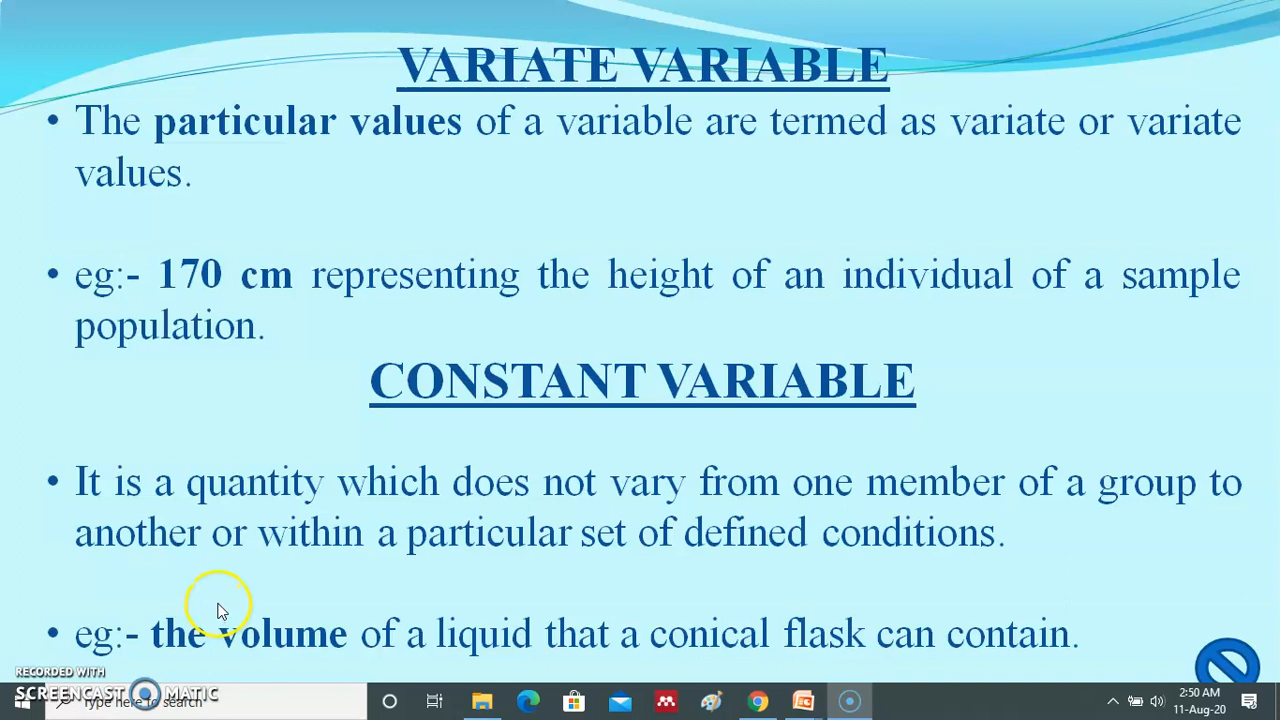 VARIATE VARIABLE
• The particular values of a variable are termed as variate or variate
values.
• eg:- 170 cm representing the height of an individual of a sample
population.
CONSTANT VARIABLE
• It is a quantity which does not vary from one member of a group to
another or within a particular set of defined conditions.
• eg:- the volume of a liquid that a conical flask can contain.
RECORDED WITH
SCREENCAST MATIC
Type here to search
2:50 AM
11-Aug-20